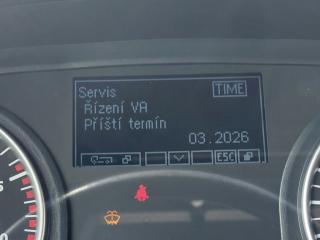 Servis TIME
Řízení VA
Příští termín
03.2026
ESC